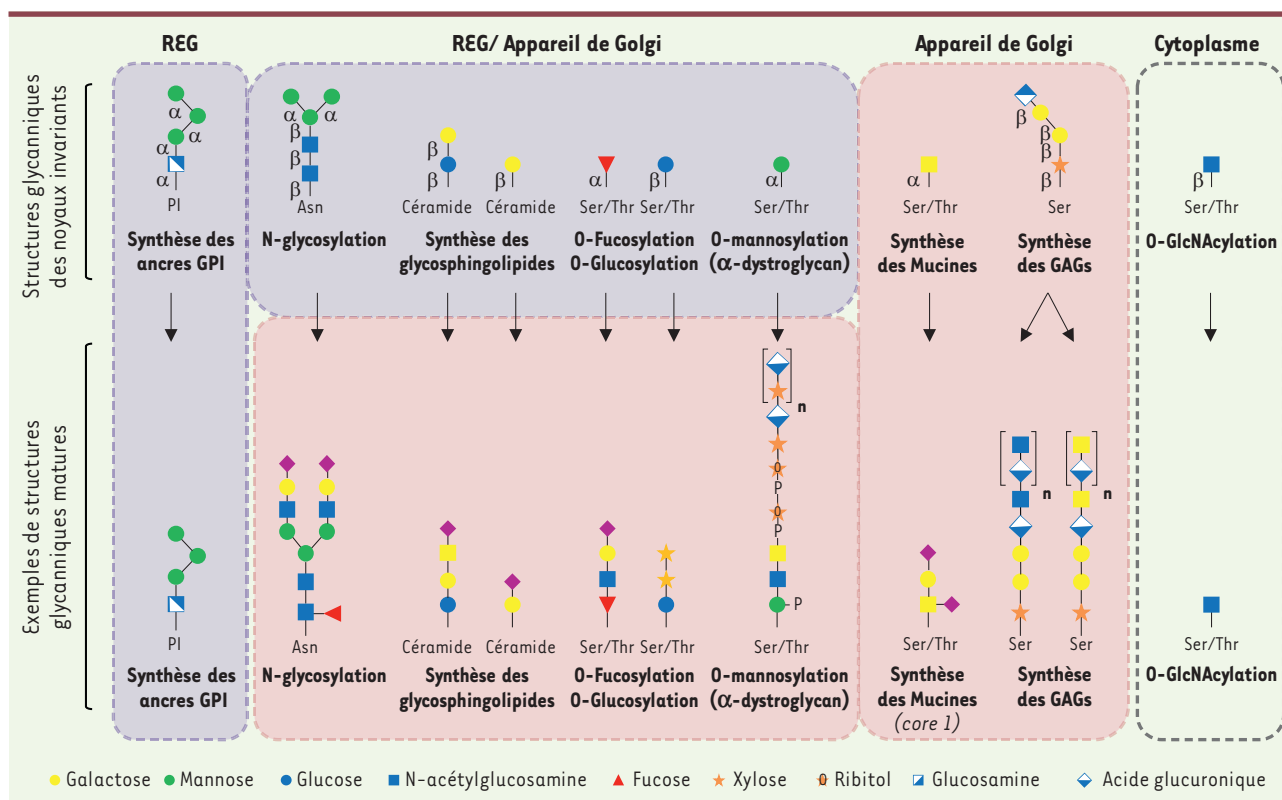 REG
REG/ Appareil de Golgi
Appareil de Golgi
Cytoplasme
Structures glycanniques
des noyaux invariants
α
α
α
α
PI
Synthèse des
ancres GPI
α
α
β
β
β
Asn
N-glycosylation
β
β
Céramide
β
Céramide
Synthèse des
glycosphingolipides
α
Ser/Thr
β
Ser/Thr
O-Fucosylation
O-Glucosylation
α
Ser/Thr
O-mannosylation
(α-dystroglycan)
α
Ser/Thr
Synthèse
des Mucines
β
β
β
β
Ser
Synthèse
des GAGs
β
Ser/Thr
O-GlcNAcylation
Exemples de structures
glycanniques matures
PI
Synthèse des
ancres GPI
Asn
N-glycosylation
Céramide
Céramide
Synthèse des
glycosphingolipides
Ser/Thr
Ser/Thr
O-Fucosylation
O-Glucosylation
n
O
P
O
P
P
Ser/Thr
O-mannosylation
(α-dystroglycan)
Ser/Thr
Synthèse
des Mucines
(core 1)
n
Ser
n
Ser
Synthèse
des GAGs
Ser/Thr
O-GlcNAcylation
Galactose
Mannose
Glucose
N-acétylglucosamine
Fucose
Xylose
O Ribitol
Glucosamine
Acide glucuronique